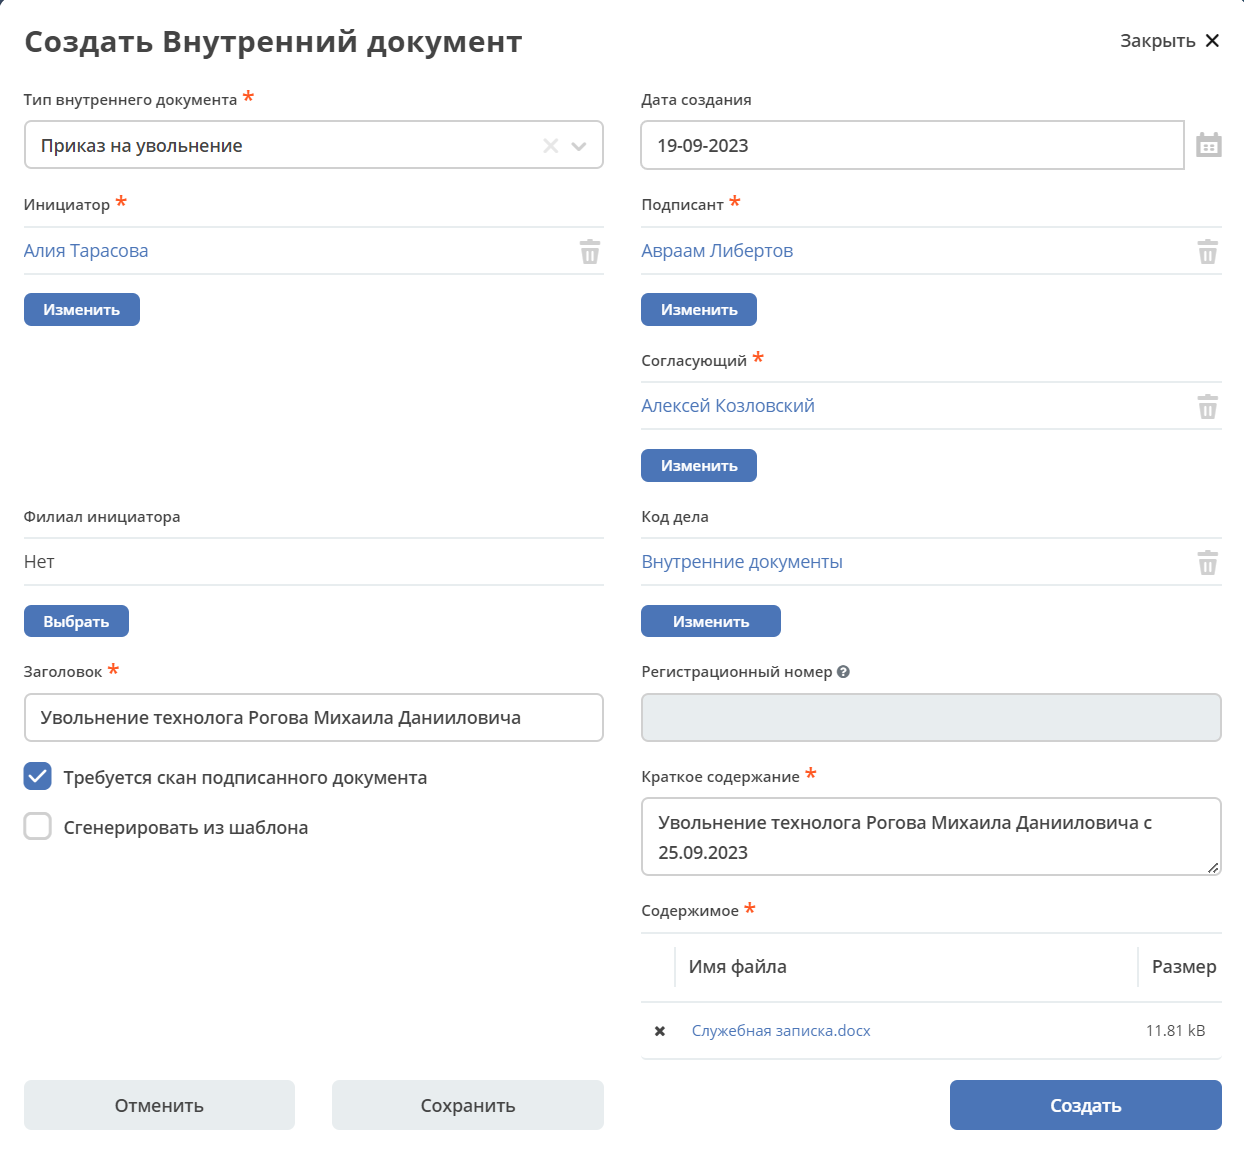 Создать Внутренний документ
Закрыть
Тип внутреннего документа *
Дата создания
Приказ на увольнение
19-09-2023
Инициатор *
Подписант *
Алия Тарасова
Авраам Либертов
Изменить
Изменить
Согласующий *
Алексей Козловский
Изменить
Филиал инициатора
Код дела
Нет
Внутренние документы
Выбрать
Изменить
Заголовок *
Регистрационный номер ?
Увольнение технолога Рогова Михаила Данииловича
Требуется скан подписанного документа
Краткое содержание *
Сгенерировать из шаблона
Увольнение технолога Рогова Михаила Данииловича с
25.09.2023
Содержимое *
Имя файла
Размер
Служебная записка.docx
11.81 kB
Отменить
Сохранить
Создать